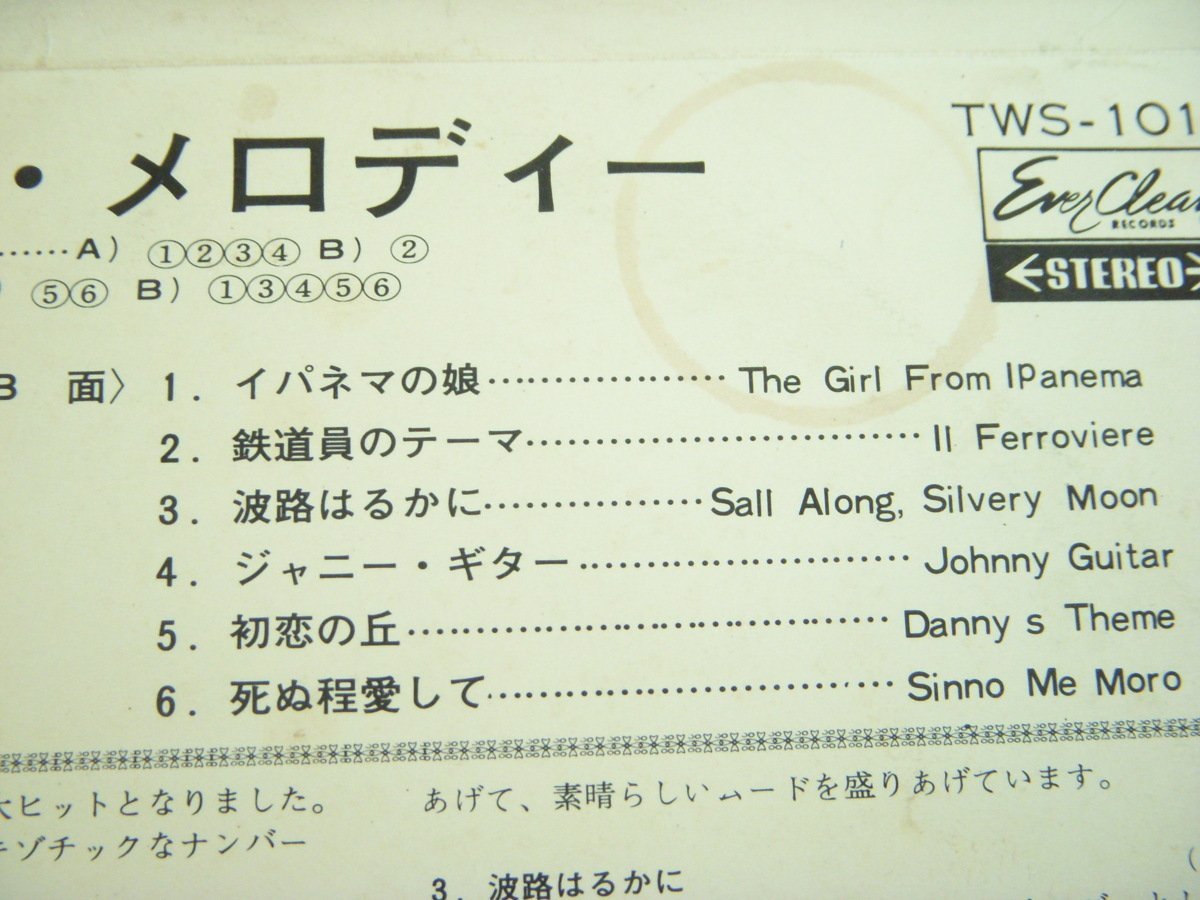 ・メロディー
TWS-101
Ever Clean
RECORDS
STEREO
……A) ①②③④ B) ②
) ⑤⑥ B) ①③④⑤⑥
B 面〉 1. イパネマの娘………………… The Girl From IPanema
2. 鉄道員のテーマ………………………………Il Ferroviere
3. 波路はるかに………………Sall Along, Silvery Moon
4. ジャニー・ギター…………………………Johnny Guitar
5. 初恋の丘……………………………………Danny s Theme
6. 死ぬ程愛して………………………………Sinno Me Moro
大ヒットとなりました。
キゾチックなナンバー
あげて、素晴らしいムードを盛りあげています。
3. 波路はるかに